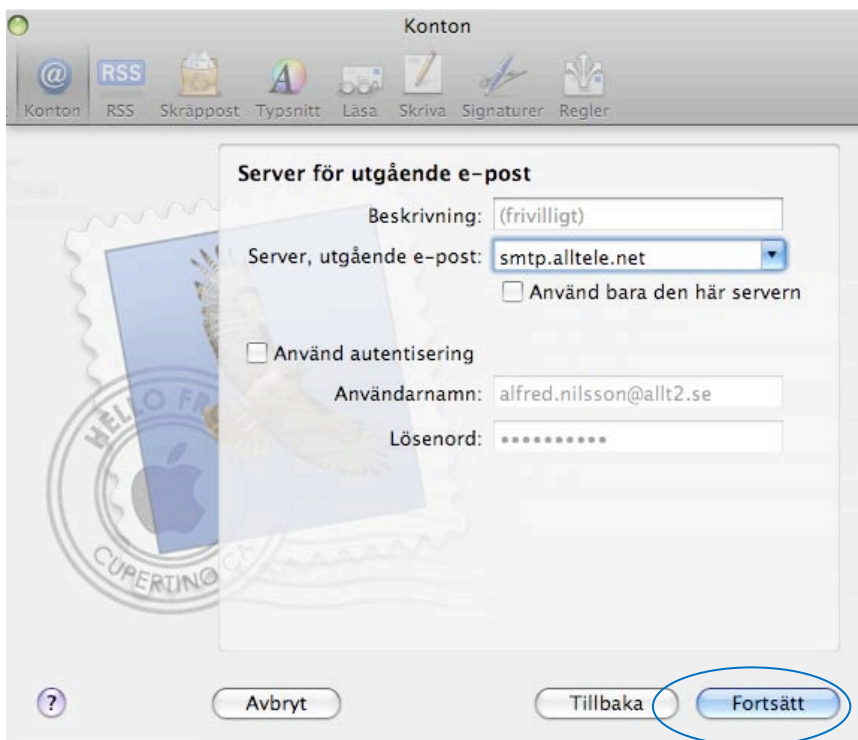 Konton
Konton RSS Skräppost Typsnitt Läsa Skriva Signaturer Regler
RSS
Server för utgående e-post
Beskrivning: (frivilligt)
Server, utgående e-post: smtp.alltele.net
Använd bara den här servern
Använd autentisering
Användarnamn: alfred.nilsson@allt2.se
Lösenord: ••••••••••
HELLO FR
CUPERTINO CA
? Avbryt Tillbaka Fortsätt